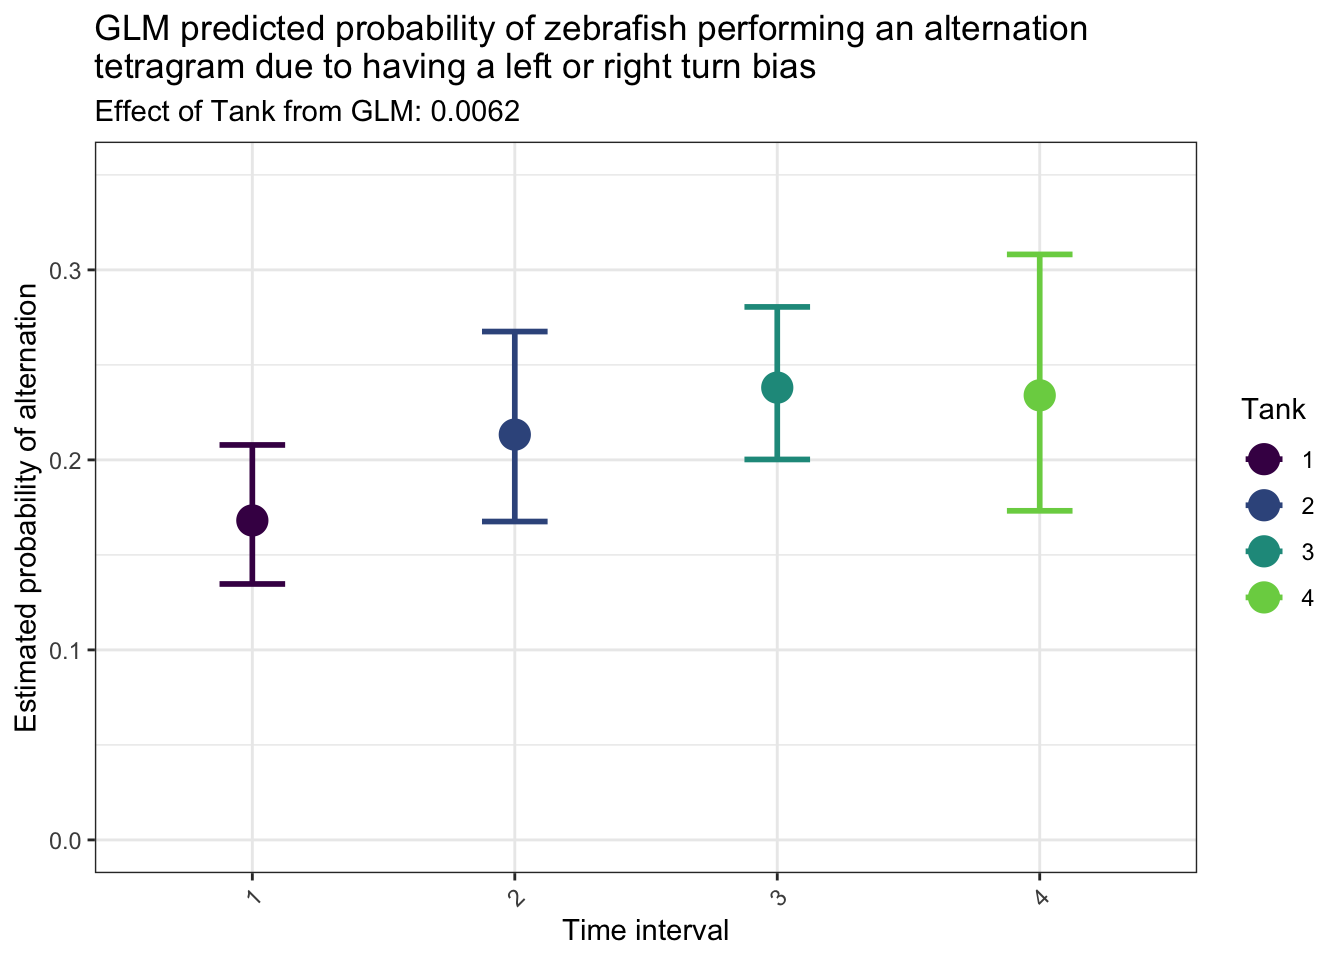 GLM predicted probability of zebrafish performing an alternation
tetragram due to having a left or right turn bias
Effect of Tank from GLM: 0.0062
Estimated probability of alternation
0.3
0.2
0.1
0.0
1
2
3
4
Time interval
Tank
1
2
3
4